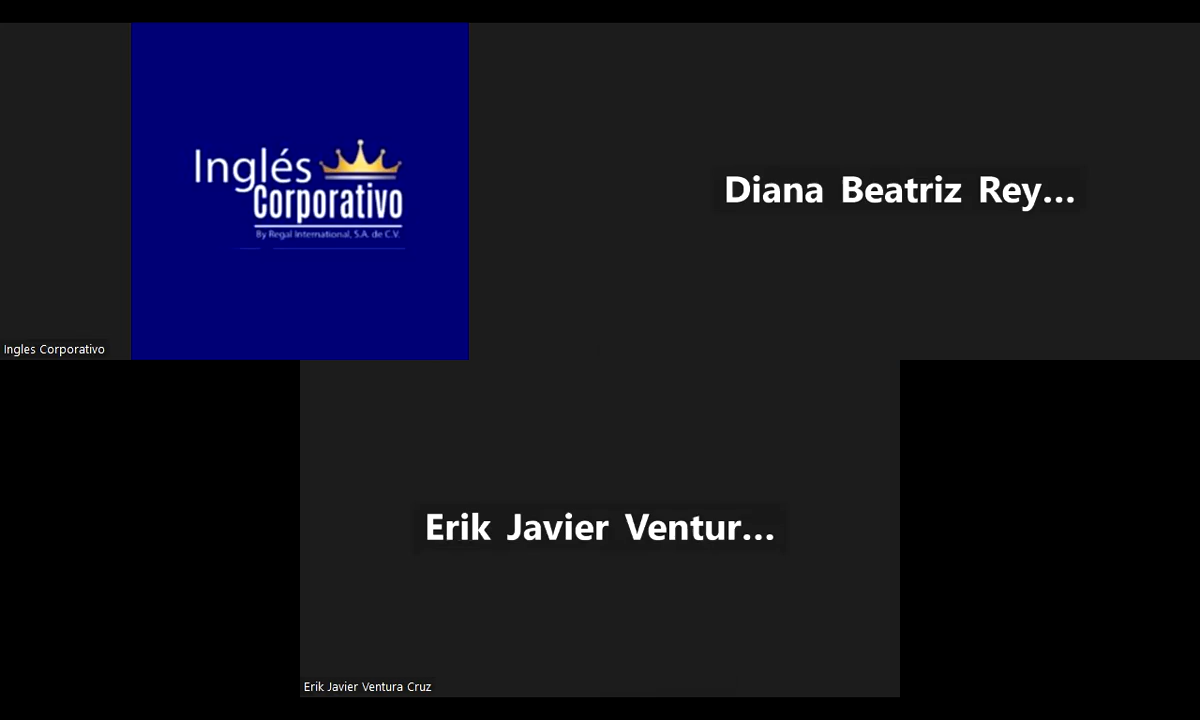 Inglés
Corporativo
By Regal International, S.A. de C.V.
Diana Beatriz Rey...
Ingles Corporativo
Erik Javier Ventur...
Erik Javier Ventura Cruz